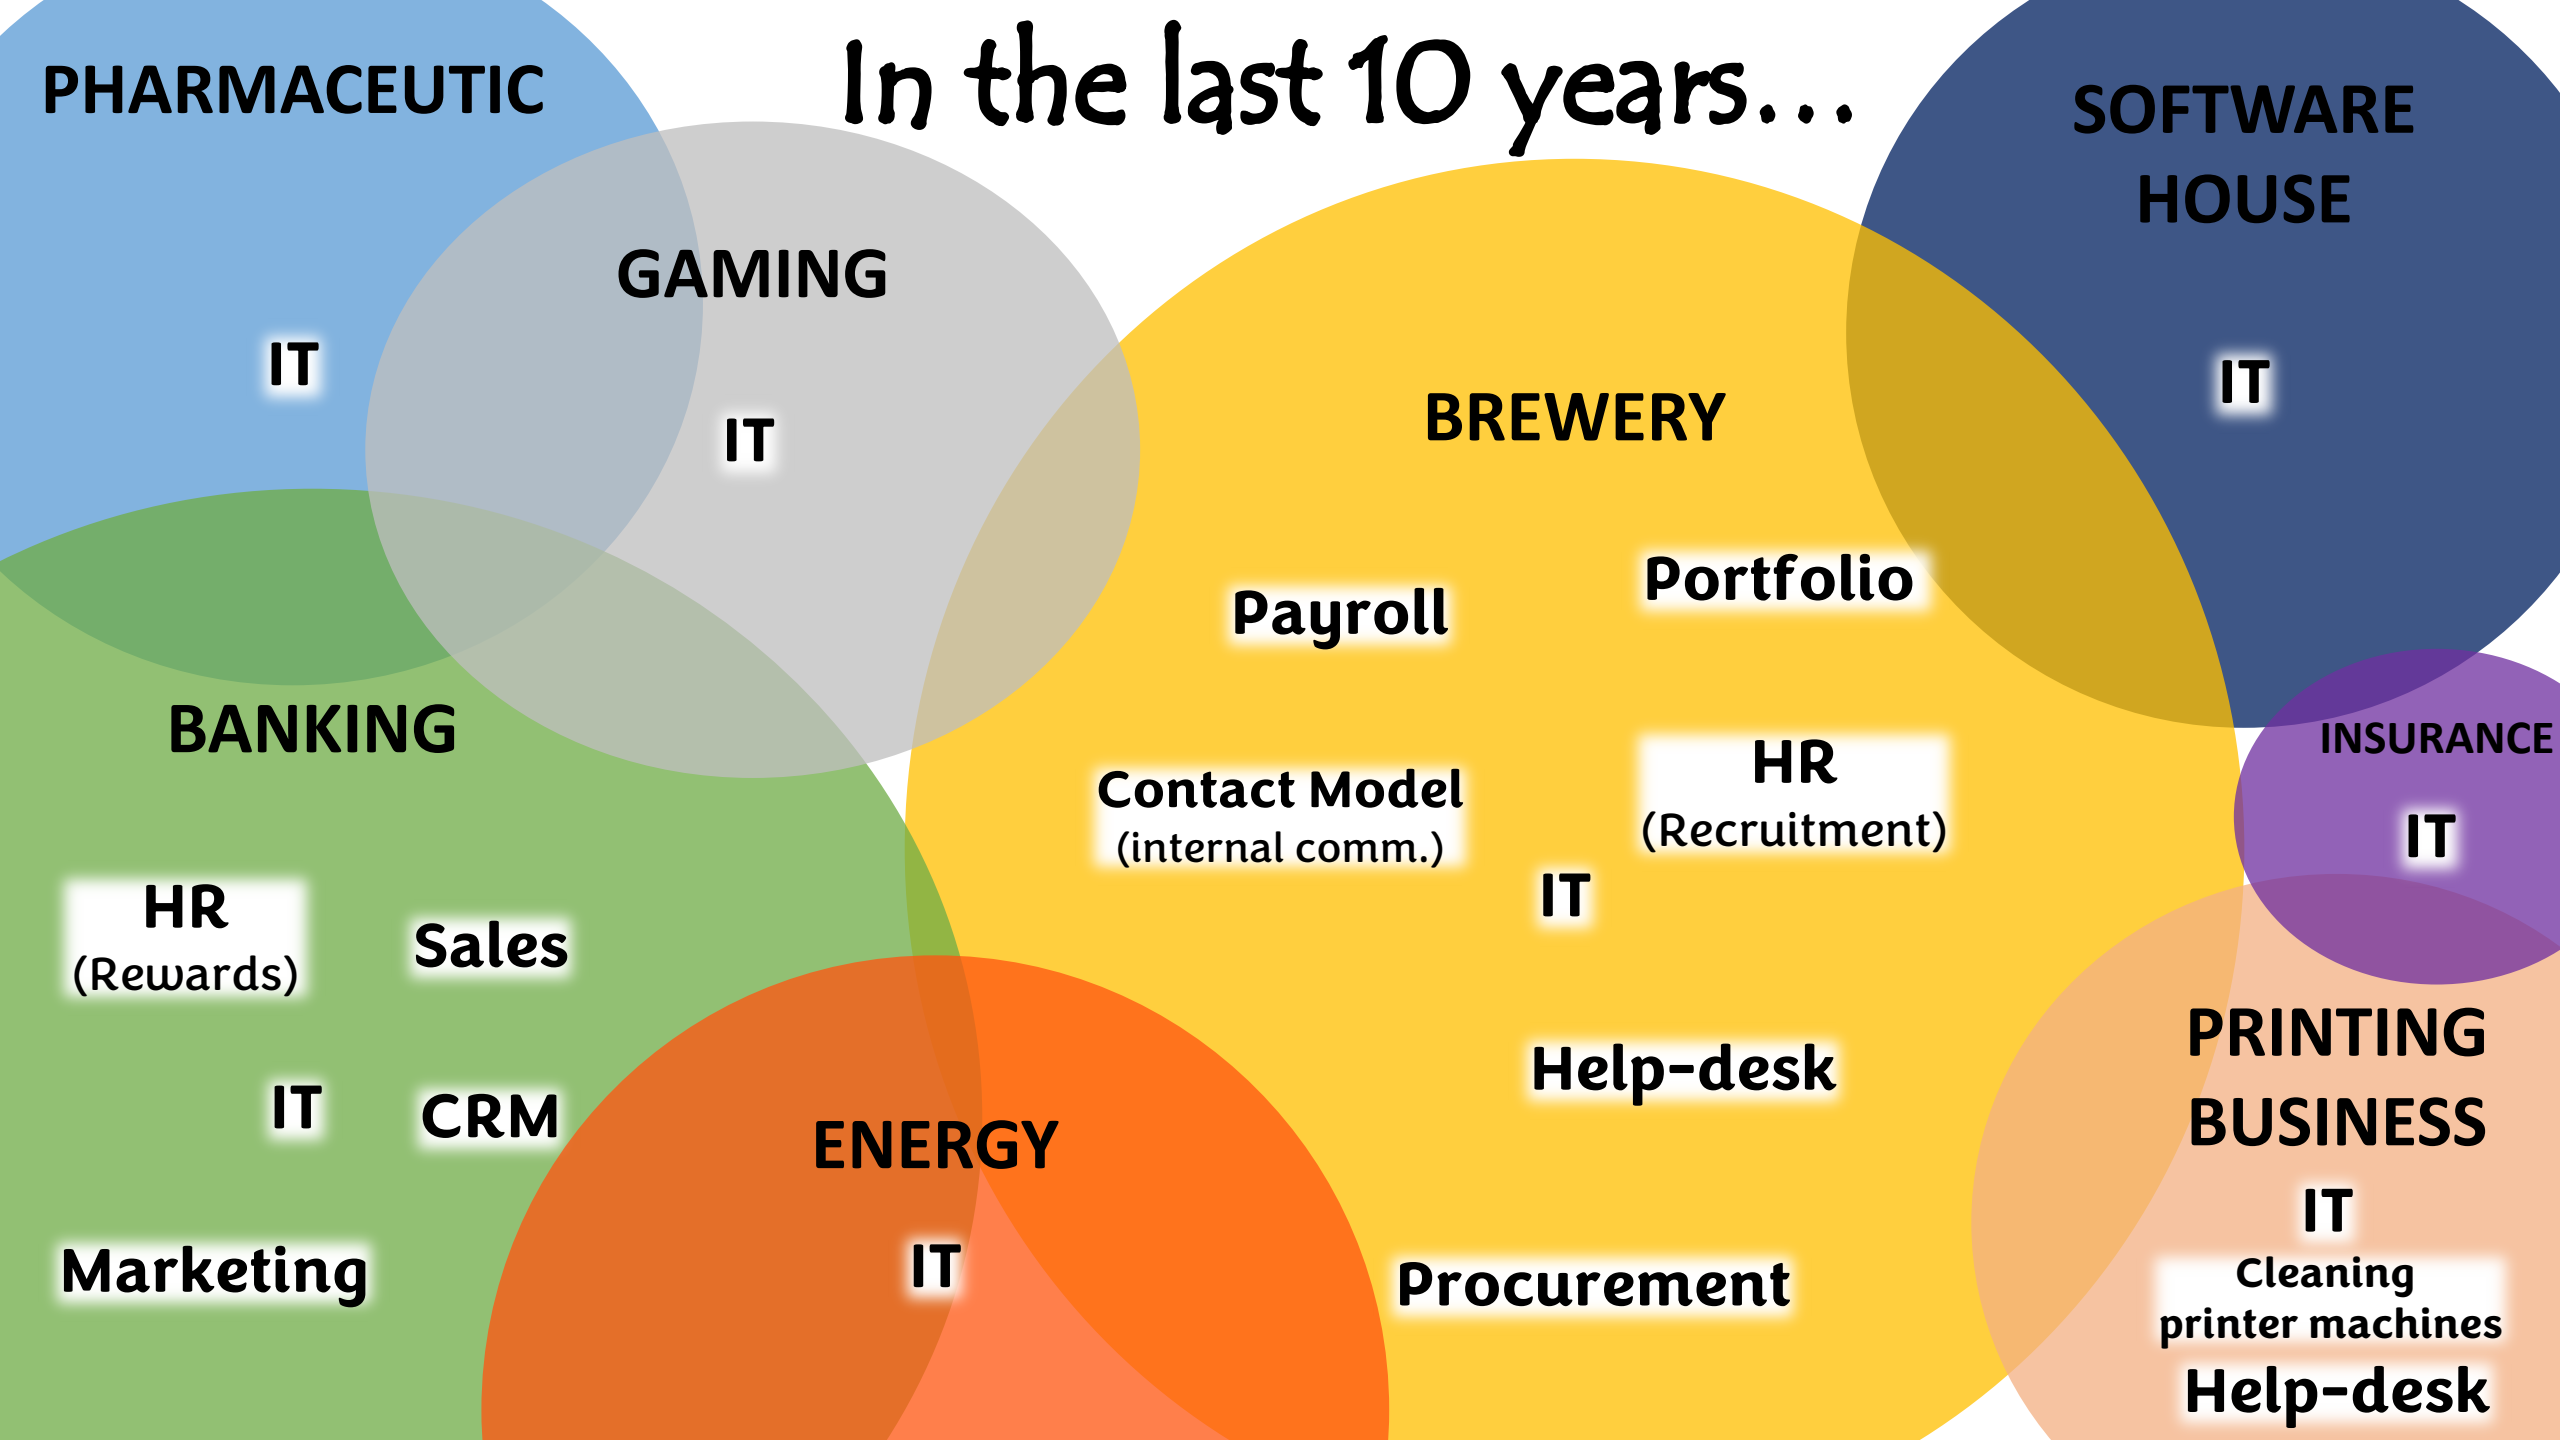 In the last 10 years...
PHARMACEUTIC
IT
GAMING
IT
BANKING
HR
(Rewards)
Sales
IT
CRM
Marketing
ENERGY
IT
BREWERY
Payroll
Portfolio
Contact Model
(internal comm.)
HR
(Recruitment)
IT
Help-desk
Procurement
SOFTWARE
HOUSE
IT
INSURANCE
IT
PRINTING
BUSINESS
IT
Cleaning
printer machines
Help-desk